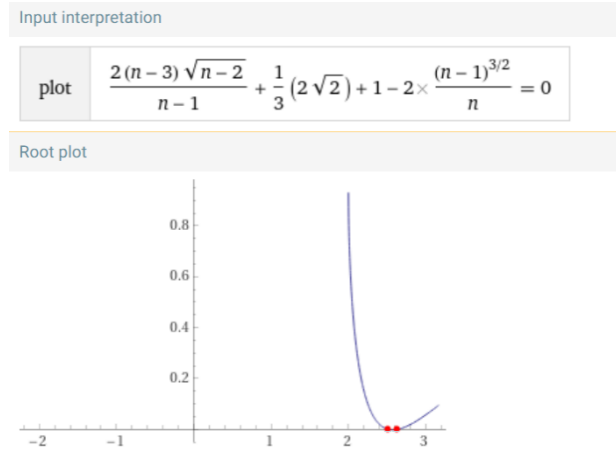 Input interpretation
plot 2 (n – 3) √n – 2 / n – 1 + 1/3 (2 √2) + 1 – 2 × (n – 1)^3/2 / n = 0
Root plot
0.8
0.6
0.4
0.2
–2 –1 1 2 3